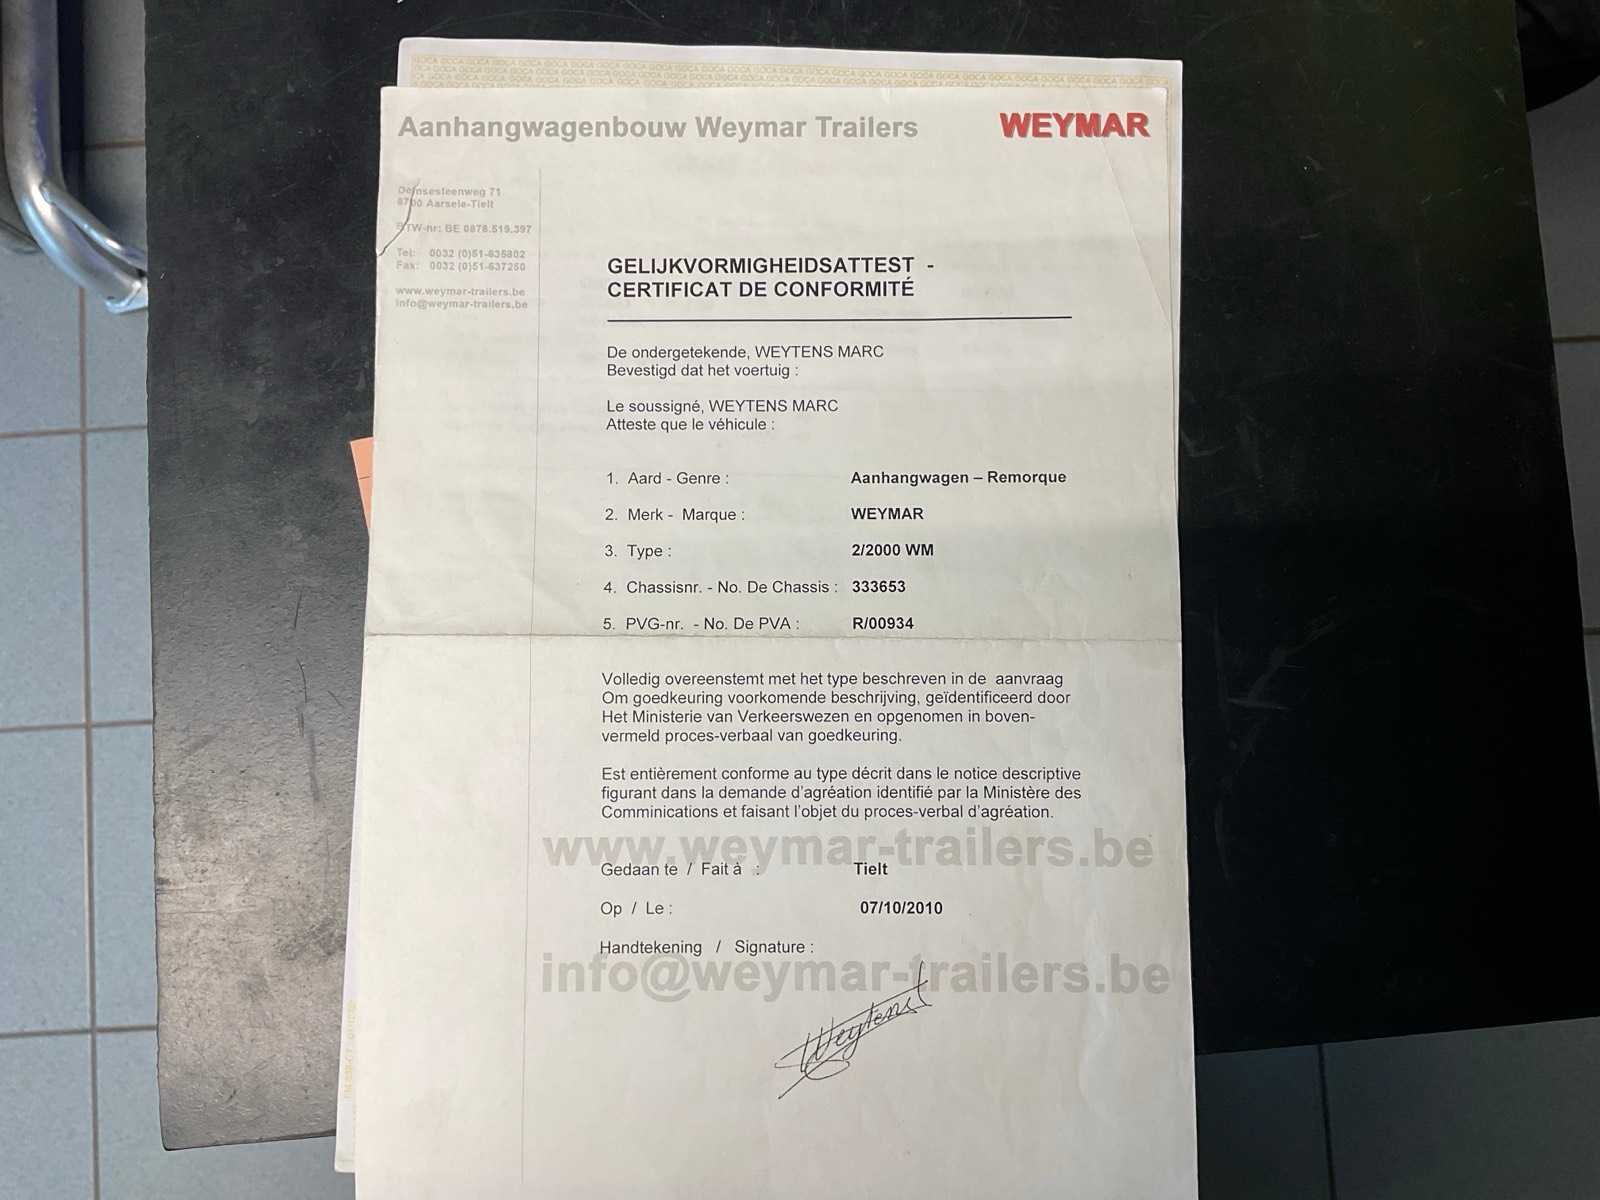 GOCA GOCA GOCA GOCA GOCA GOCA GOCA
Aanhangwagenbouw Weymar Trailers
WEYMAR
Deinsesteenweg 71
8700 Aarsele-Tielt
BTW-nr: BE 0878.519.397
Tel: 0032 (0)51-635802
Fax: 0032 (0)51-637250
www.weymar-trailers.be
info@weymar-trailers.be
GELIJKVORMIGHEIDSATTEST -
CERTIFICAT DE CONFORMITÉ
De ondergetekende, WEYTENS MARC
Bevestigd dat het voertuig :
Le soussigné, WEYTENS MARC
Atteste que le véhicule :
1. Aard - Genre : Aanhangwagen – Remorque
2. Merk - Marque : WEYMAR
3. Type : 2/2000 WM
4. Chassisnr. - No. De Chassis : 333653
5. PVG-nr. - No. De PVA : R/00934
Volledig overeenstemt met het type beschreven in de aanvraag
Om goedkeuring voorkomende beschrijving, geïdentificeerd door
Het Ministerie van Verkeerswezen en opgenomen in boven-
vermeld proces-verbaal van goedkeuring.
Est entièrement conforme au type décrit dans le notice descriptive
figurant dans la demande d'agréation identifié par la Ministère des
Comminications et faisant l'objet du proces-verbal d'agréation.
www.weymar-trailers.be
Gedaan te / Fait à : Tielt
Op / Le : 07/10/2010
Handtekening / Signature :
info@weymar-trailers.be
Weytens